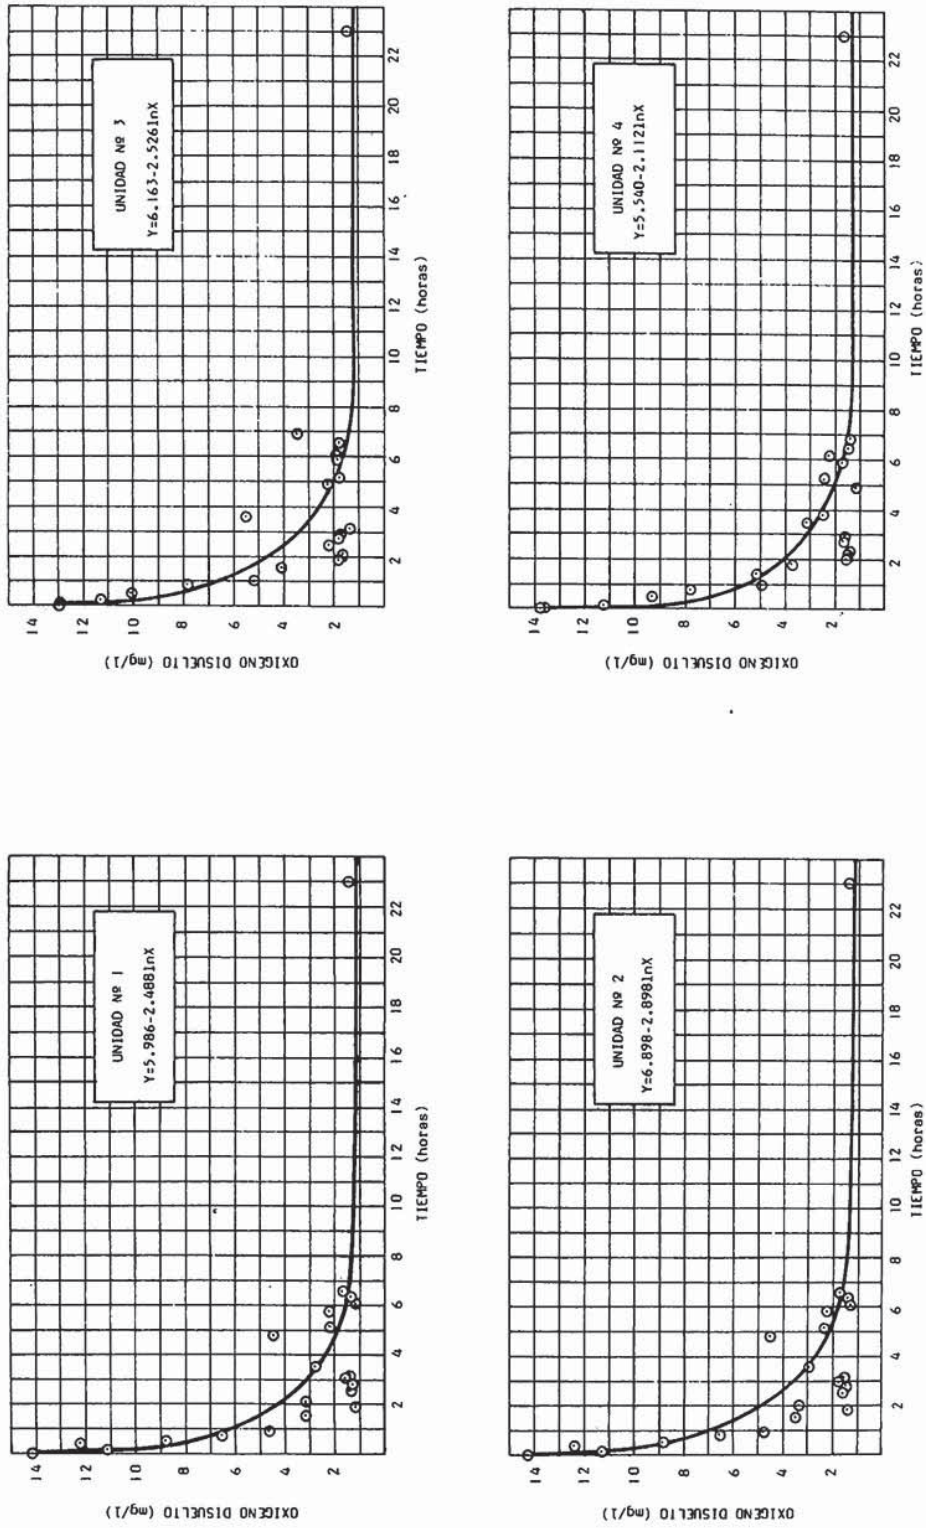 UNIDAD Nº 1
Y=5.986-2.488lnX
OXIGENO DISUELTO (mg/l)
14
12
10
8
6
4
2
2 4 6 8 10 12 14 16 18 20 22
TIEMPO (horas)
UNIDAD Nº 3
Y=6.163-2.526lnX
OXIGENO DISUELTO (mg/l)
14
12
10
8
6
4
2
2 4 6 8 10 12 14 16 18 20 22
TIEMPO (horas)
UNIDAD Nº 2
Y=6.898-2.898lnX
OXIGENO DISUELTO (mg/l)
14
12
10
8
6
4
2
2 4 6 8 10 12 14 16 18 20 22
TIEMPO (horas)
UNIDAD Nº 4
Y=5.540-2.112lnX
OXIGENO DISUELTO (mg/l)
14
12
10
8
6
4
2
2 4 6 8 10 12 14 16 18 20 22
TIEMPO (horas)